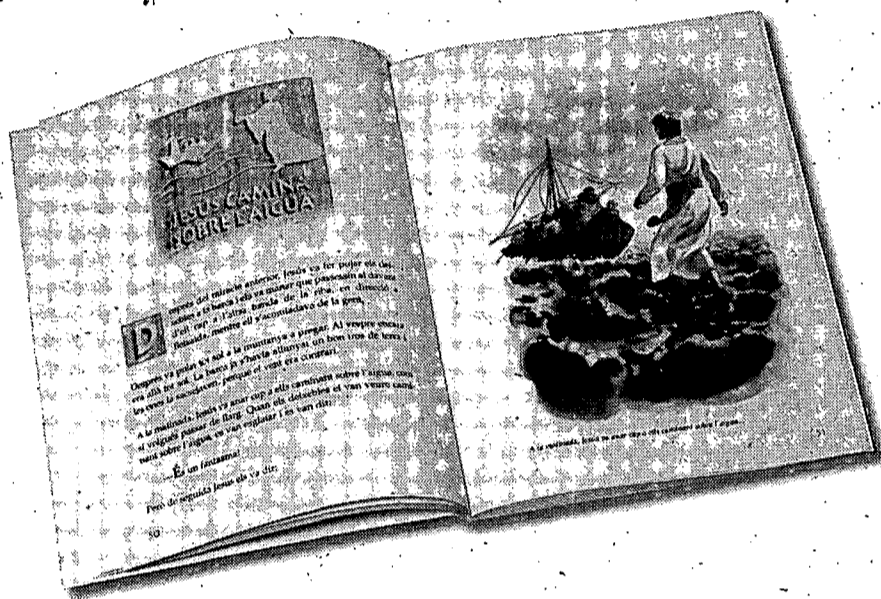 JESÚS CAMINA
SOBRE L'AIGUA
Després del miracle anterior, Jesús va fer pujar els dei-
xebles a la barca i els va manar que passessin al davant
d'ell cap a l'altra banda de la riba, en direcció a
Betsaida, mentre ell s'acomiadava de la gent.
Després va pujar tot sol a la muntanya a pregar. Al vespre encara
era allà tot sol. La barca ja s'havia allunyat un bon tros de terra i
les ones la sacsejaven, perquè el vent era contrari.
A la matinada, Jesús va anar cap a ells caminant sobre l'aigua, com
si volgués passar de llarg. Quan els deixebles el van veure cami-
nant sobre l'aigua, es van esglaiar i es van dir:
—És un fantasma!
Però de seguida Jesús els va dir:
50
A la matinada, Jesús va anar cap a ells caminant sobre l'aigua.
51